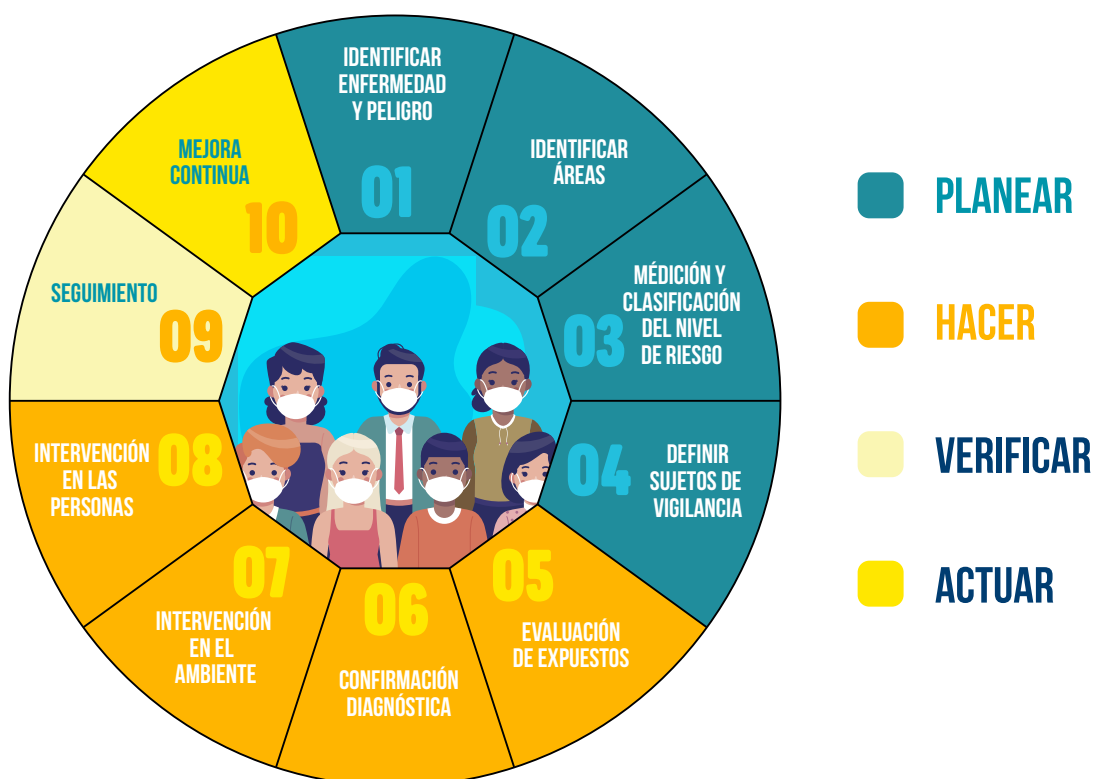 IDENTIFICAR
ENFERMEDAD
Y PELIGRO
01
IDENTIFICAR
ÁREAS
02
MÉDICIÓN Y
CLASIFICACIÓN
DEL NIVEL
DE RIESGO
03
DEFINIR
SUJETOS DE
VIGILANCIA
04
05
EVALUACIÓN
DE EXPUESTOS
06
CONFIRMACIÓN
DIAGNÓSTICA
07
INTERVENCIÓN
EN EL
AMBIENTE
INTERVENCIÓN
EN LAS
PERSONAS
08
SEGUIMIENTO
09
MEJORA
CONTINUA
10
PLANEAR
HACER
VERIFICAR
ACTUAR